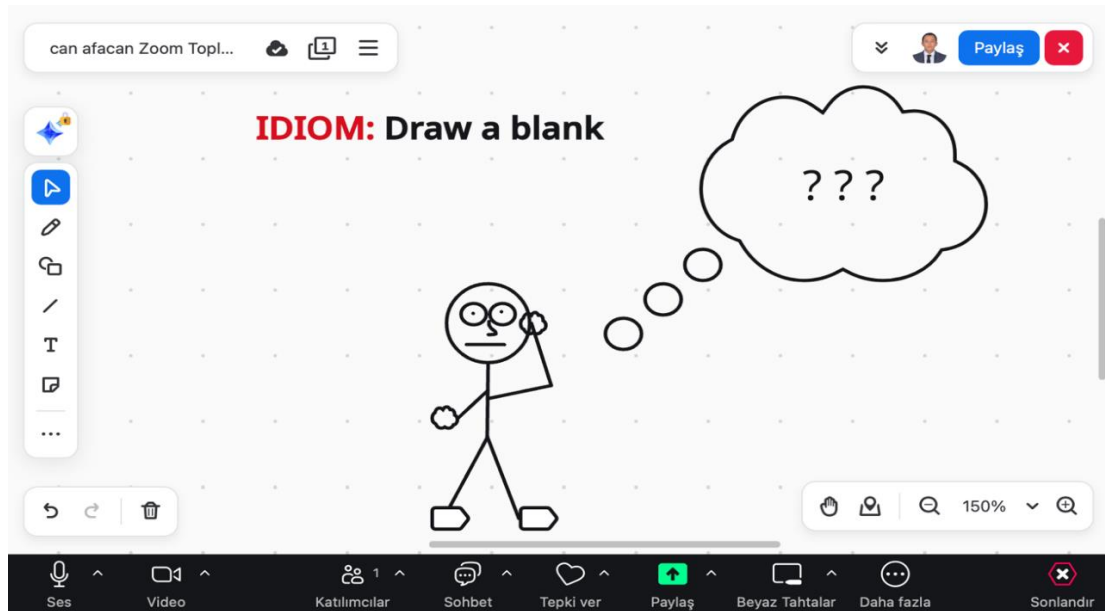 can afacan Zoom Topl...
1
Paylaş
IDIOM: Draw a blank
? ? ?
T
150%
1
Ses
Video
Katılımcılar
Sohbet
Tepki ver
Paylaş
Beyaz Tahtalar
Daha fazla
Sonlandır